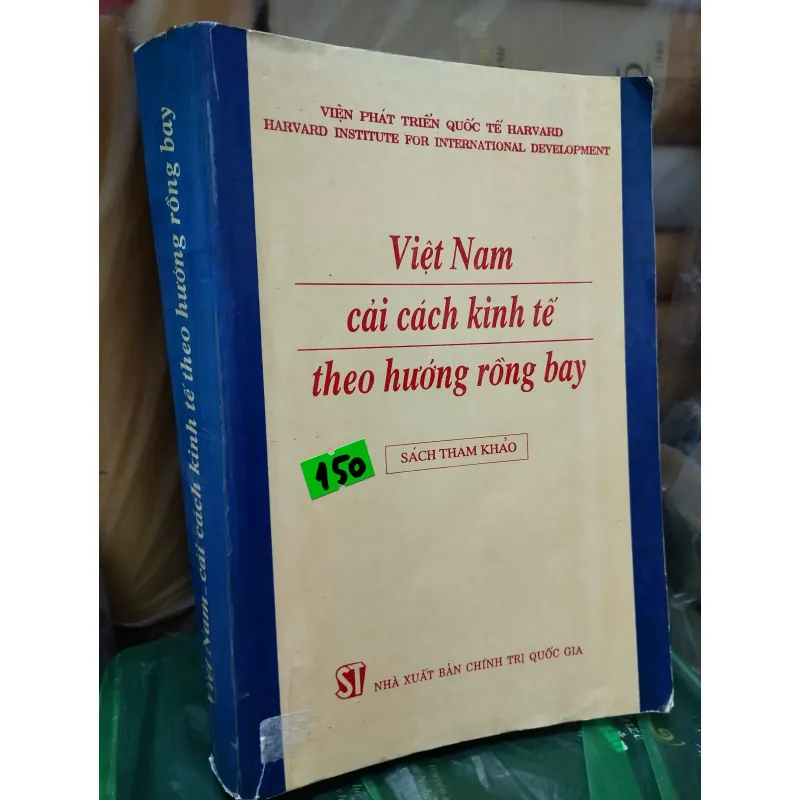 VIỆN PHÁT TRIỂN QUỐC TẾ HARVARD
HARVARD INSTITUTE FOR INTERNATIONAL DEVELOPMENT
Việt Nam
cải cách kinh tế
theo hướng rồng bay
150
SÁCH THAM KHẢO
ST NHÀ XUẤT BẢN CHÍNH TRỊ QUỐC GIA
Việt Nam - cải cách kinh tế theo hướng rồng bay